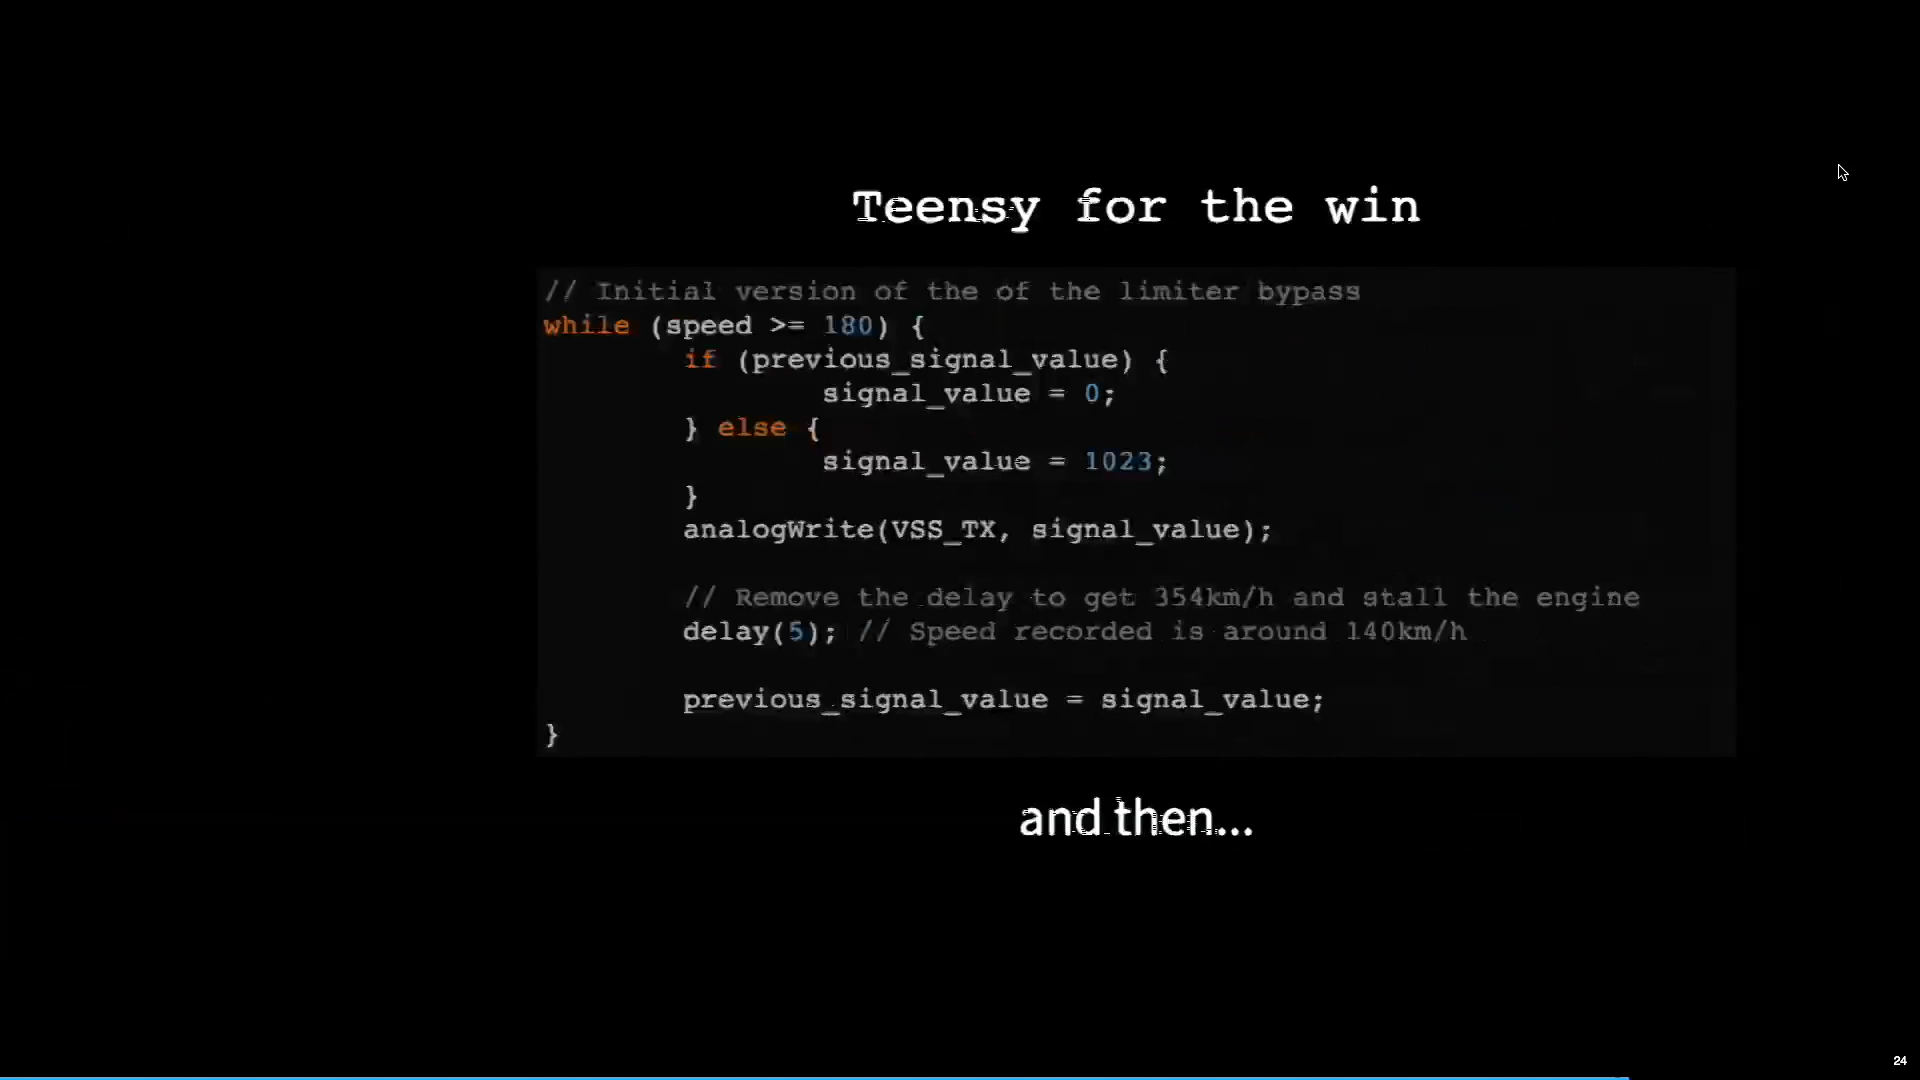 Teensy for the win
// Initial version of the of the limiter bypass
while (speed >= 180) {
if (previous_signal_value) {
signal_value = 0;
} else {
signal_value = 1023;
}
analogWrite(VSS_TX, signal_value);
// Remove the delay to get 354km/h and stall the engine
delay(5); // Speed recorded is around 140km/h
previous_signal_value = signal_value;
}
and then...
24